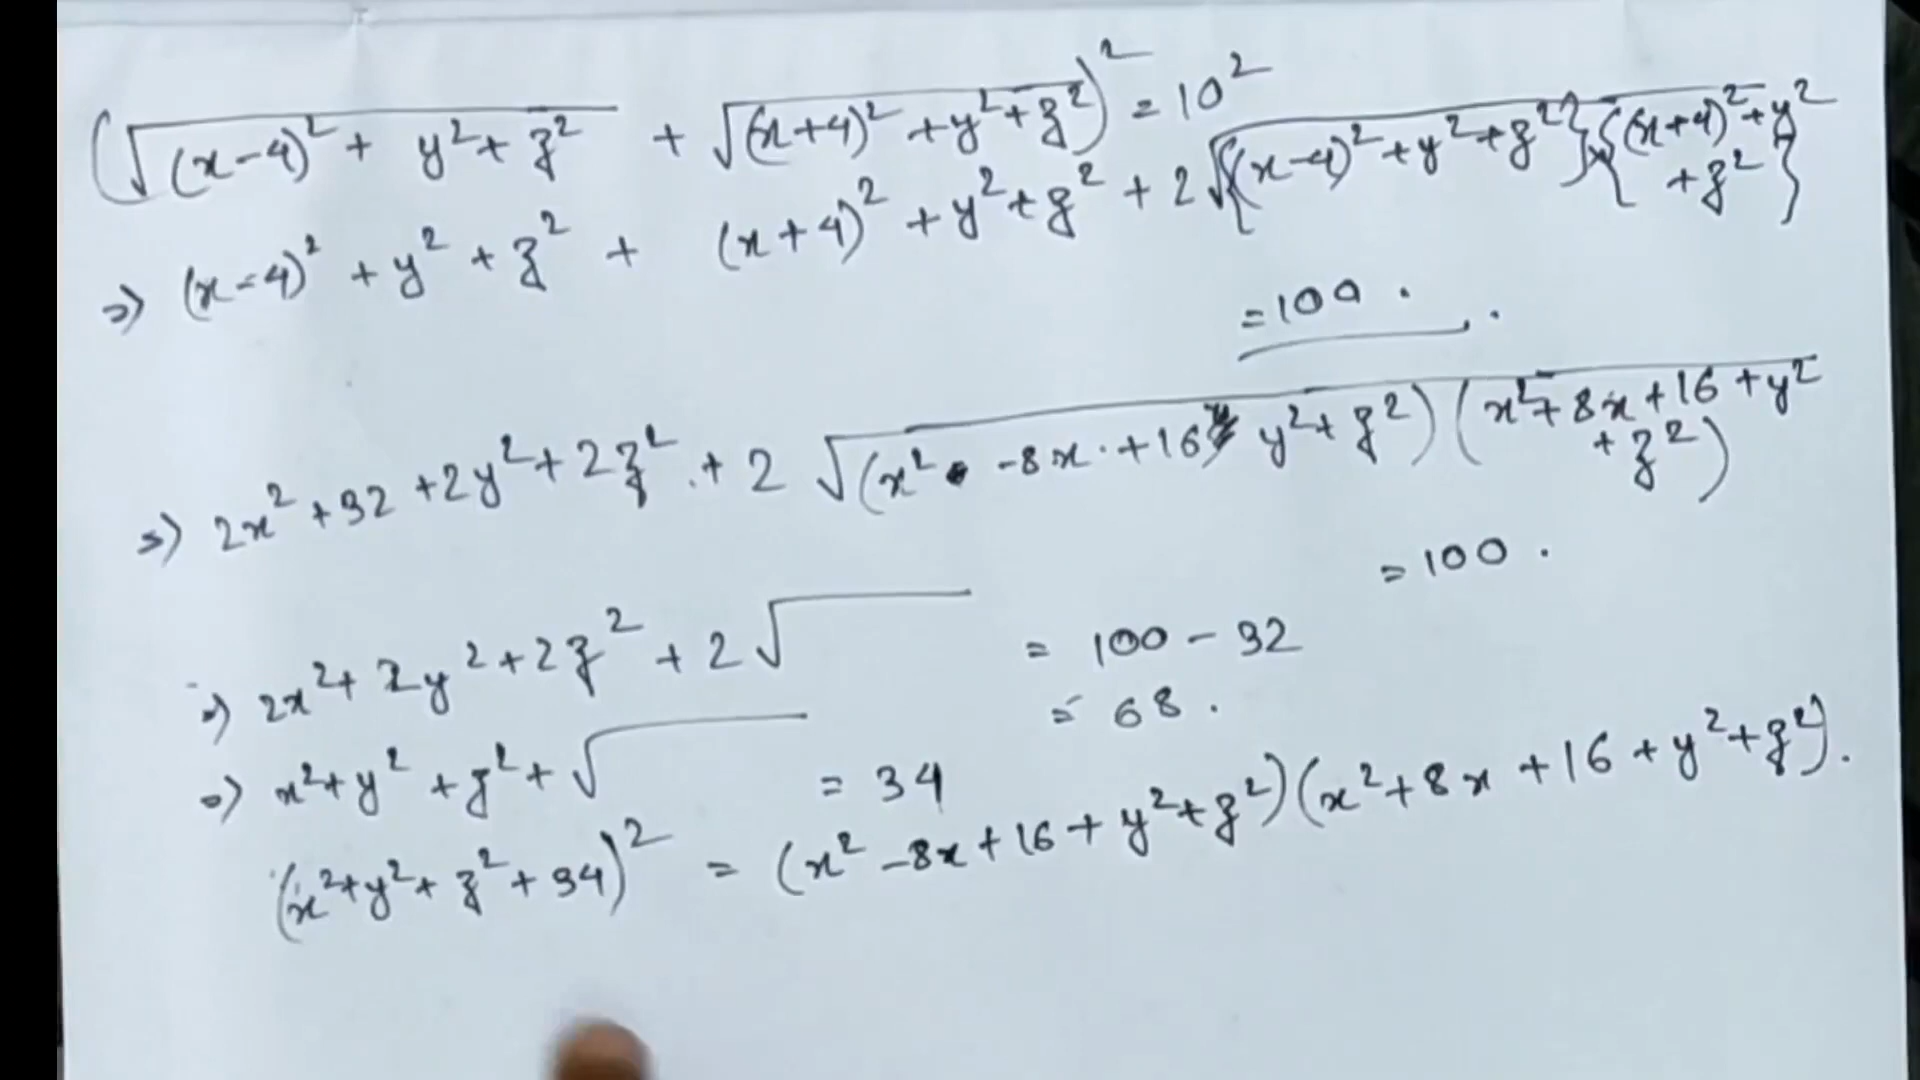 (√((x-4)² + y² + z²) + √((x+4)² + y² + z²))² = 10²
⇒) (x-4)² + y² + z² + (x+4)² + y² + z² + 2√{(x-4)² + y² + z²}×{(x+4)² + y² + z²}
= 100 .
⇒) 2x² + 32 + 2y² + 2z² + 2√(x² -8x + 16 y² + z²)(x² + 8x + 16 + y² + z²)
= 100 .
⇒) 2x² + 2y² + 2z² + 2√ = 100 - 32
= 68 .
⇒) x² + y² + z² + √ = 34
(x² + y² + z² + 34)² = (x² - 8x + 16 + y² + z²)(x² + 8x + 16 + y² + z²).